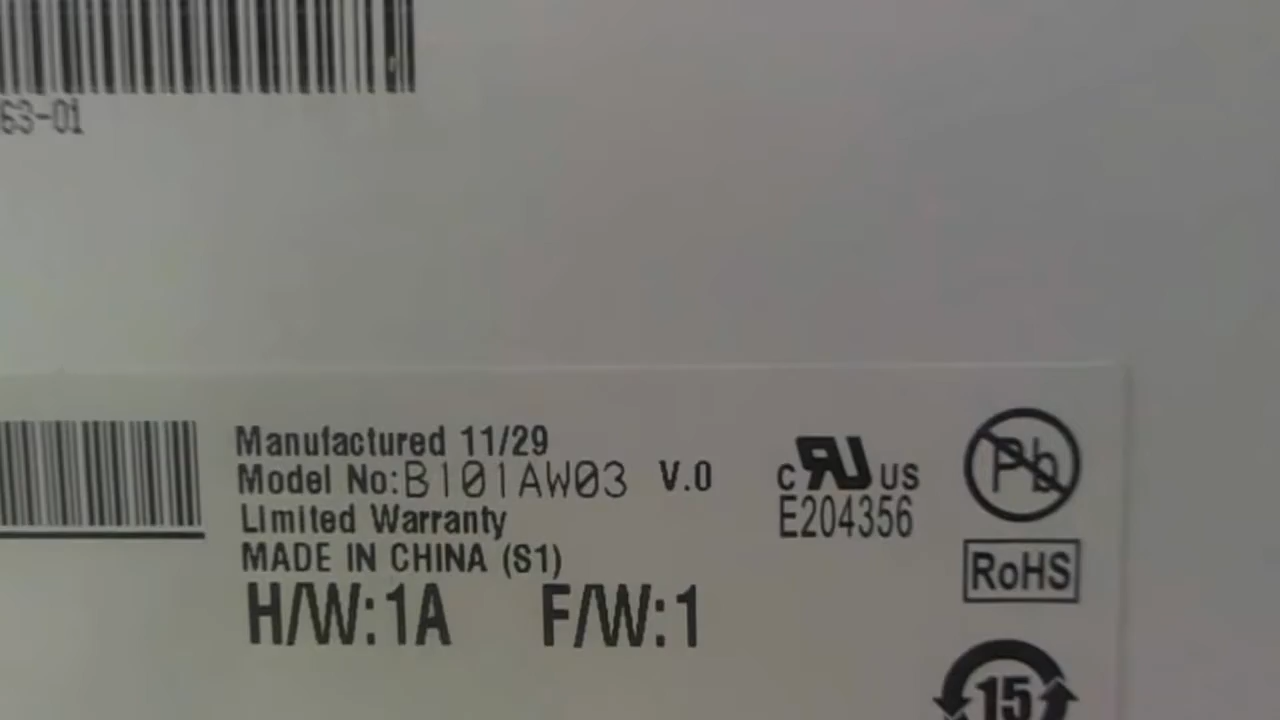 63-01
Manufactured 11/29
Model No:B101AW03 V.0
Limited Warranty
MADE IN CHINA (S1)
H/W:1A F/W:1
c RU US
E204356
Pb
RoHS
15